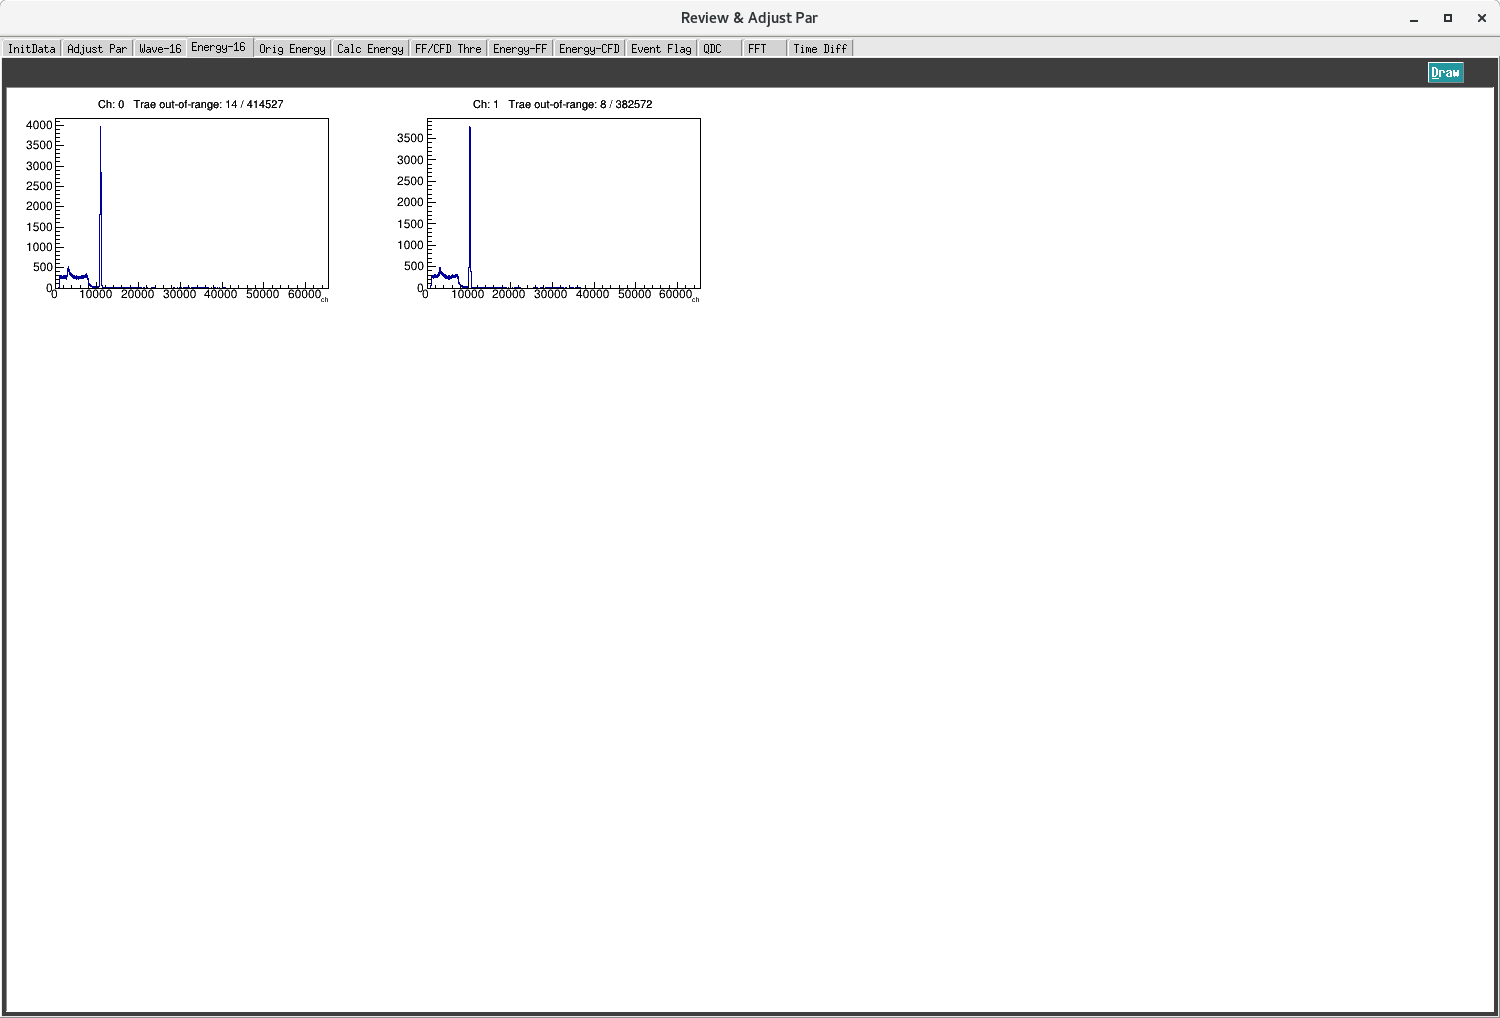 Review & Adjust Par
InitData Adjust Par Wave-16 Energy-16 Orig Energy Calc Energy FF/CFD Thre Energy-FF Energy-CFD Event Flag QDC FFT Time Diff
Draw
Ch: 0 Trae out-of-range: 14 / 414527
4000
3500
3000
2500
2000
1500
1000
500
0
0 10000 20000 30000 40000 50000 60000
ch
Ch: 1 Trae out-of-range: 8 / 382572
3500
3000
2500
2000
1500
1000
500
0
0 10000 20000 30000 40000 50000 60000
ch